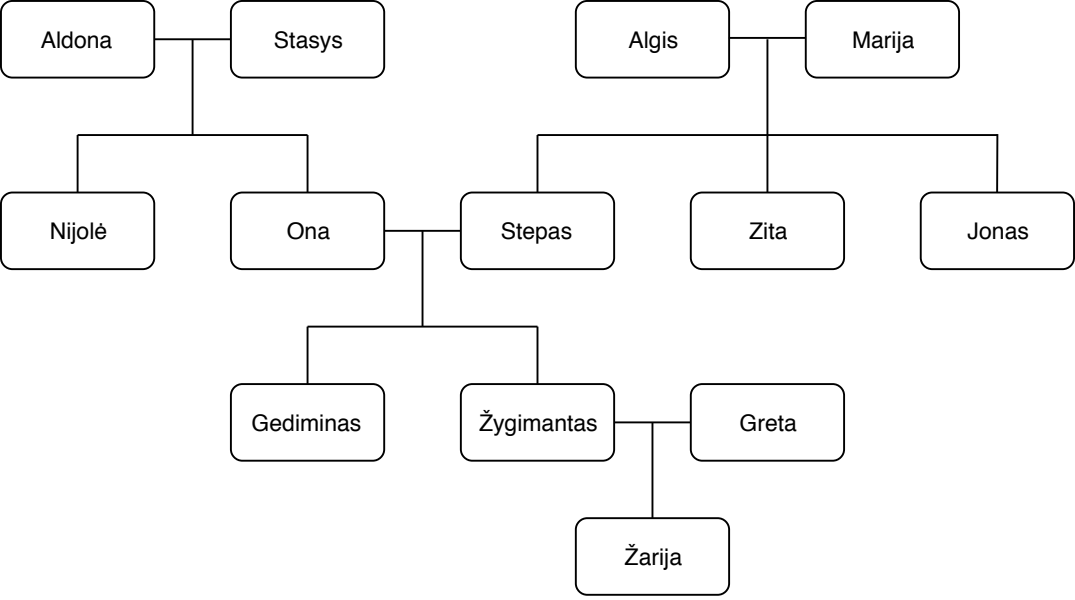 Aldona
Stasys
Algis
Marija
Nijolė
Ona
Stepas
Zita
Jonas
Gediminas
Žygimantas
Greta
Žarija